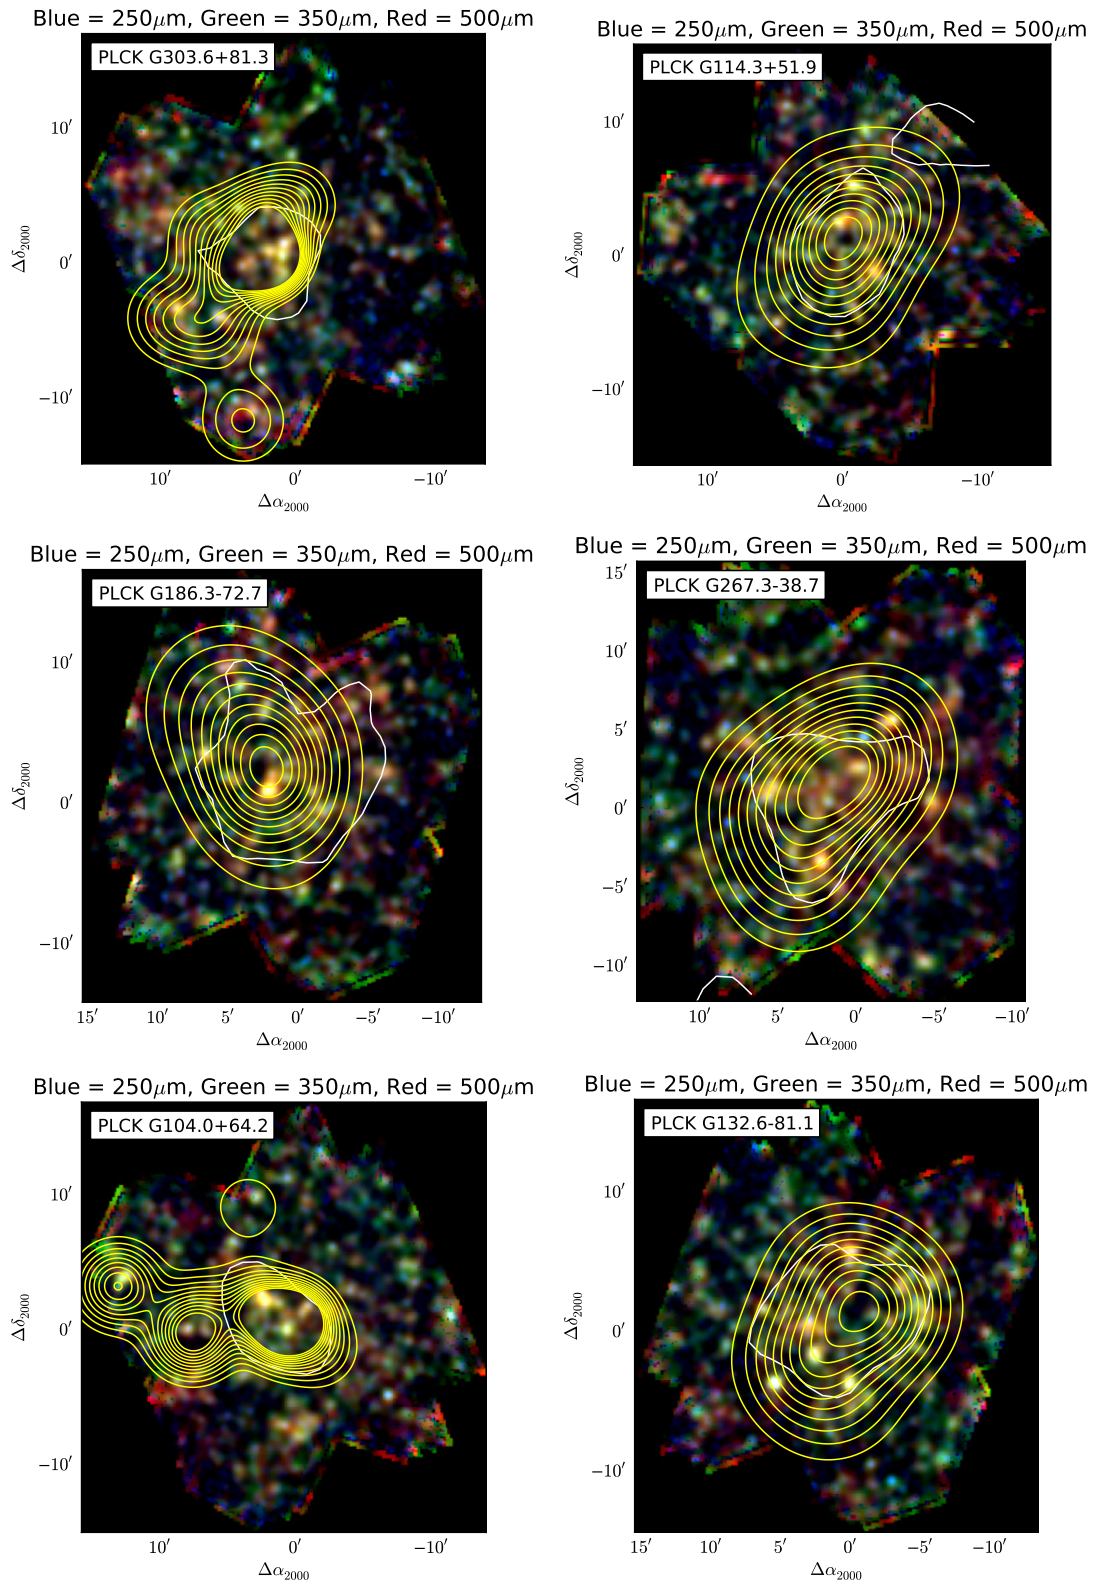 Blue = 250μm, Green = 350μm, Red = 500μm
PLCK G303.6+81.3
10′
0′
−10′
Δδ2000
10′ 0′ −10′
Δα2000
Blue = 250μm, Green = 350μm, Red = 500μm
PLCK G114.3+51.9
10′
0′
−10′
Δδ2000
10′ 0′ −10′
Δα2000
Blue = 250μm, Green = 350μm, Red = 500μm
PLCK G186.3-72.7
10′
0′
−10′
Δδ2000
15′ 10′ 5′ 0′ −5′ −10′
Δα2000
Blue = 250μm, Green = 350μm, Red = 500μm
PLCK G267.3-38.7
15′
10′
5′
0′
−5′
−10′
Δδ2000
10′ 5′ 0′ −5′ −10′
Δα2000
Blue = 250μm, Green = 350μm, Red = 500μm
PLCK G104.0+64.2
10′
0′
−10′
Δδ2000
10′ 0′ −10′
Δα2000
Blue = 250μm, Green = 350μm, Red = 500μm
PLCK G132.6-81.1
10′
0′
−10′
Δδ2000
15′ 10′ 5′ 0′ −5′ −10′
Δα2000